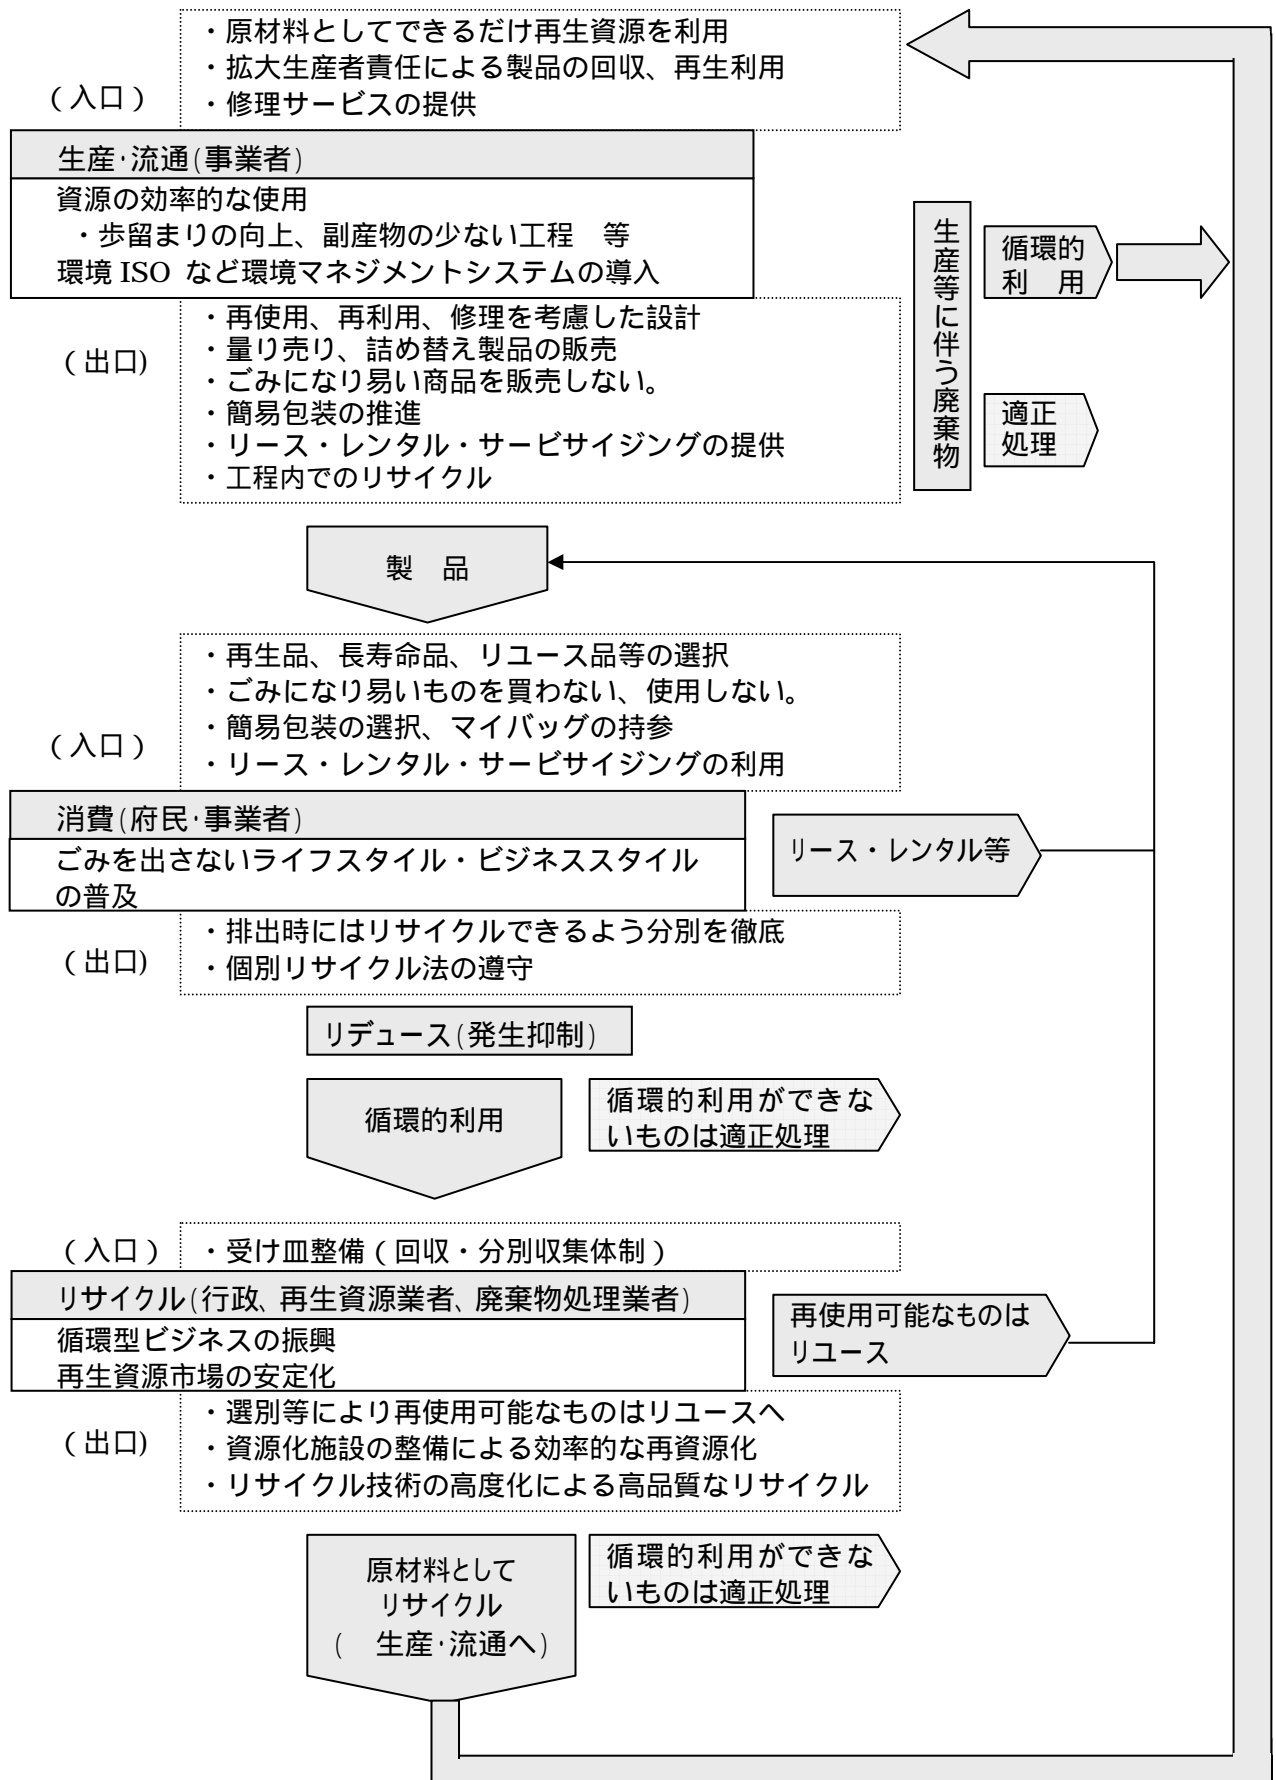 ・原材料としてできるだけ再生資源を利用
・拡大生産者責任による製品の回収、再生利用
・修理サービスの提供
（入口）
生産･流通(事業者)
資源の効率的な使用
・歩留まりの向上、副産物の少ない工程　等
環境 ISO など環境マネジメントシステムの導入
（出口)
・再使用、再利用、修理を考慮した設計
・量り売り、詰め替え製品の販売
・ごみになり易い商品を販売しない。
・簡易包装の推進
・リース・レンタル・サービサイジングの提供
・工程内でのリサイクル
生産等に伴う廃棄物
循環的
利　用
適正
処理
製　品
・再生品、長寿命品、リユース品等の選択
・ごみになり易いものを買わない、使用しない。
・簡易包装の選択、マイバッグの持参
・リース・レンタル・サービサイジングの利用
（入口）
消費(府民･事業者)
ごみを出さないライフスタイル・ビジネススタイル
の普及
リース・レンタル等
（出口)
・排出時にはリサイクルできるよう分別を徹底
・個別リサイクル法の遵守
リデュース(発生抑制)
循環的利用
循環的利用ができな
いものは適正処理
（入口）
・受け皿整備（回収・分別収集体制）
リサイクル(行政、再生資源業者、廃棄物処理業者)
循環型ビジネスの振興
再生資源市場の安定化
再使用可能なものは
リユース
（出口)
・選別等により再使用可能なものはリユースへ
・資源化施設の整備による効率的な再資源化
・リサイクル技術の高度化による高品質なリサイクル
原材料として
リサイクル
(　生産･流通へ)
循環的利用ができな
いものは適正処理